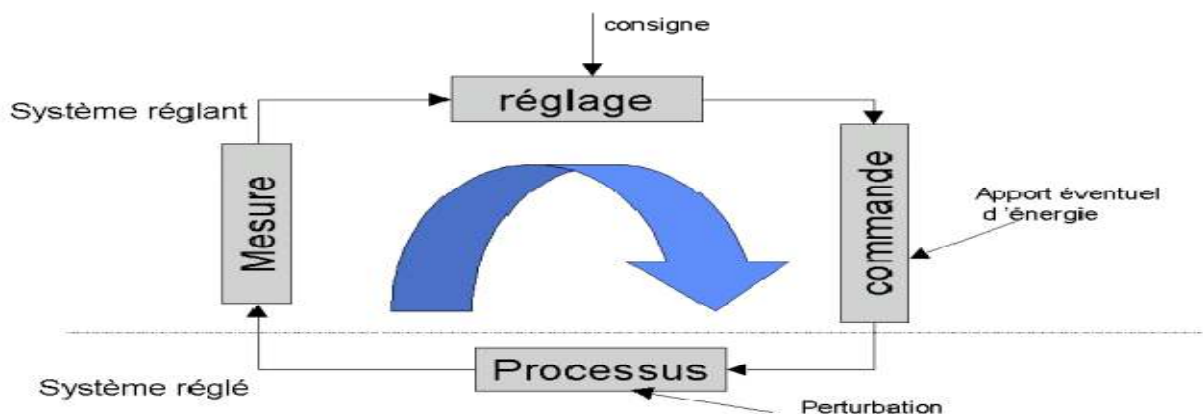 consigne
réglage
Système réglant
Mesure
commande
Apport éventuel
d 'énergie
Processus
Système réglé
Perturbation